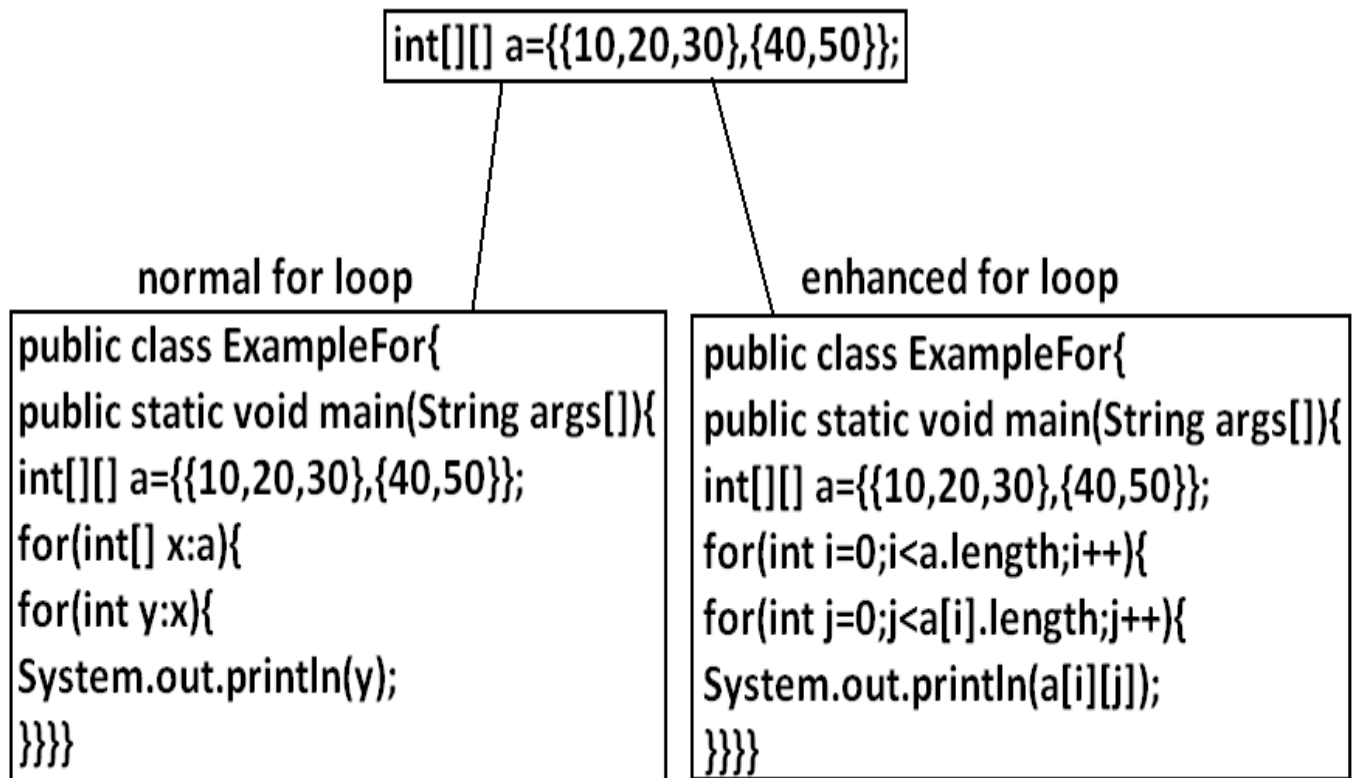 int[][] a={{10,20,30},{40,50}};
normal for loop
public class ExampleFor{
public static void main(String args[]){
int[][] a={{10,20,30},{40,50}};
for(int[] x:a){
for(int y:x){
System.out.println(y);
}}}}
enhanced for loop
public class ExampleFor{
public static void main(String args[]){
int[][] a={{10,20,30},{40,50}};
for(int i=0;i<a.length;i++){
for(int j=0;j<a[i].length;j++){
System.out.println(a[i][j]);
}}}}